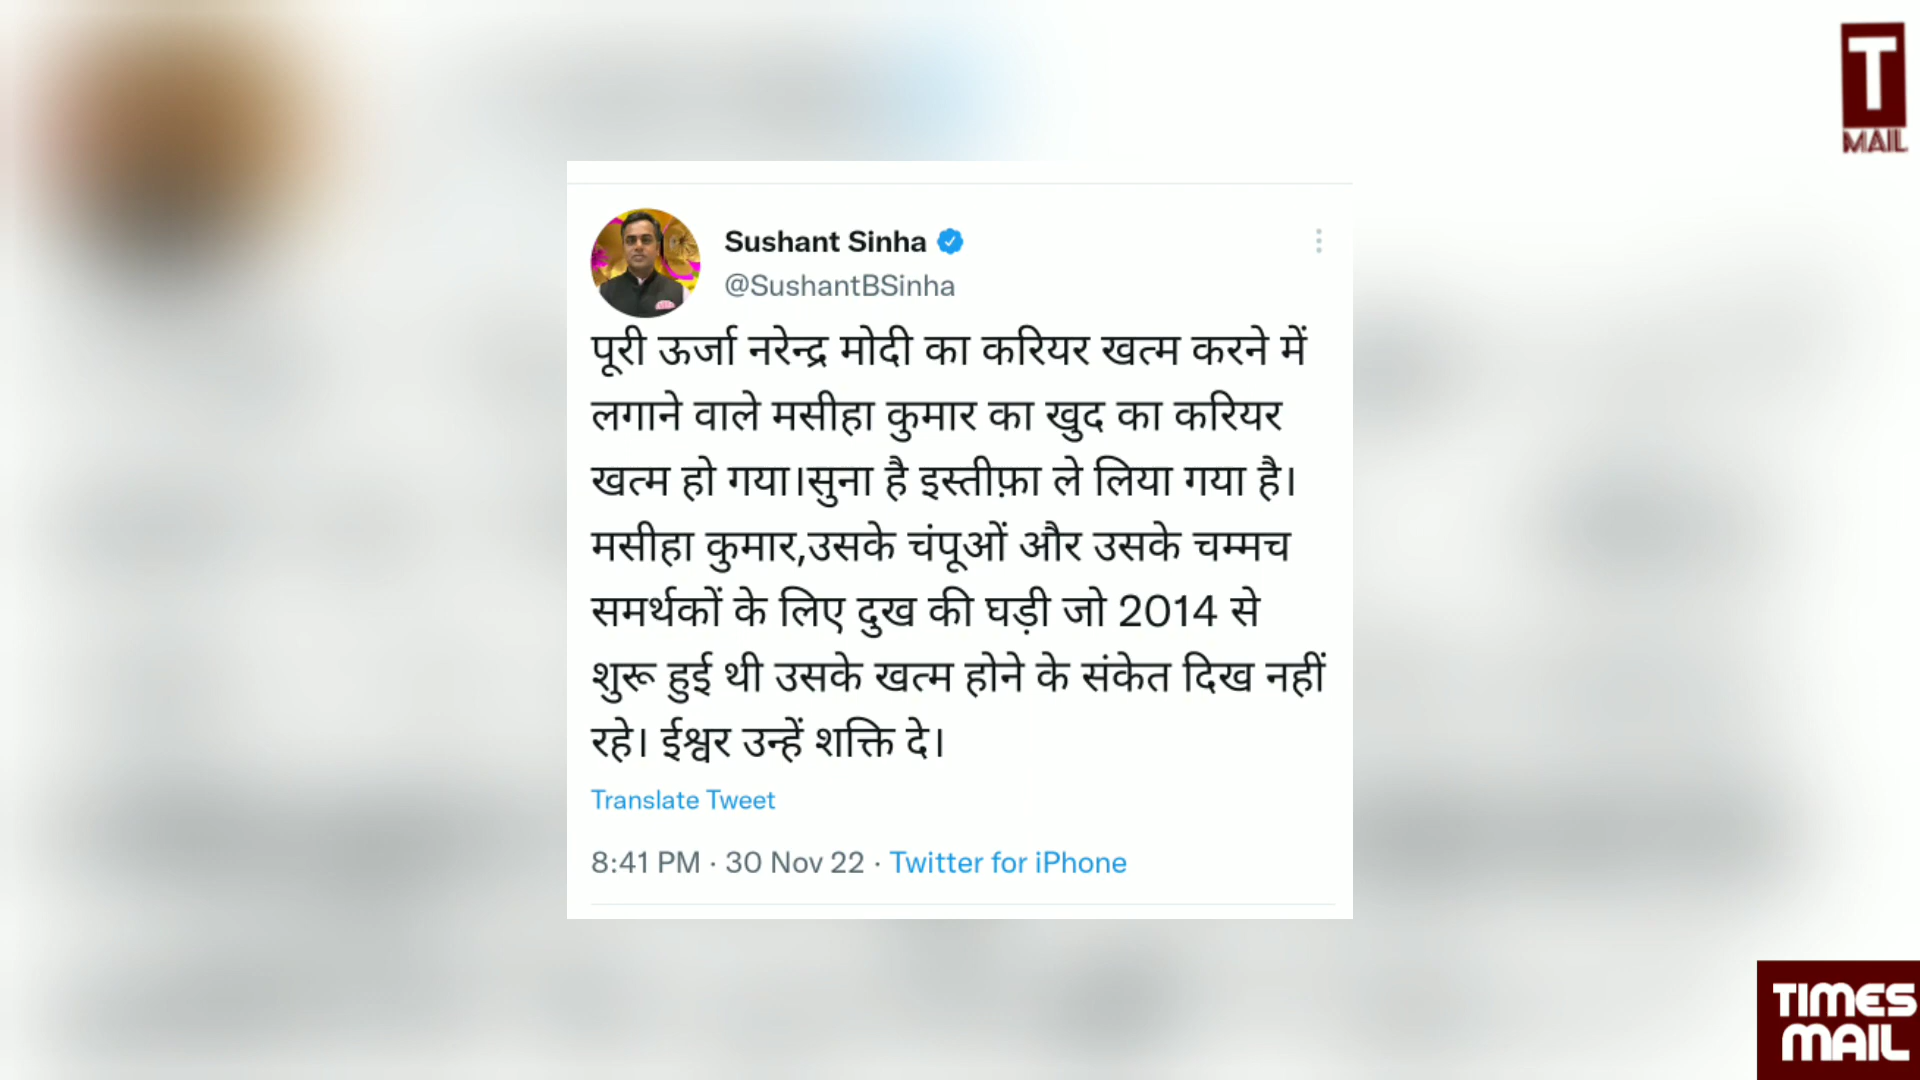 T
MAIL
Sushant Sinha
@SushantBSinha
पूरी ऊर्जा नरेन्द्र मोदी का करियर खत्म करने में
लगाने वाले मसीहा कुमार का खुद का करियर
खत्म हो गया।सुना है इस्तीफ़ा ले लिया गया है।
मसीहा कुमार,उसके चंपूओं और उसके चम्मच
समर्थकों के लिए दुख की घड़ी जो 2014 से
शुरू हुई थी उसके खत्म होने के संकेत दिख नहीं
रहे। ईश्वर उन्हें शक्ति दे।
Translate Tweet
8:41 PM · 30 Nov 22 · Twitter for iPhone
TIMES
MAIL